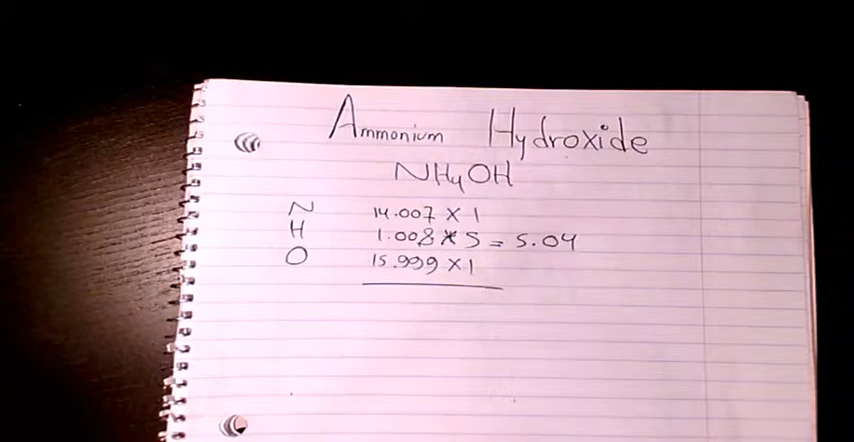 Ammonium Hydroxide
NH4OH
N 14.007 X 1
H 1.008 * 5 = 5.04
O 15.999 X 1